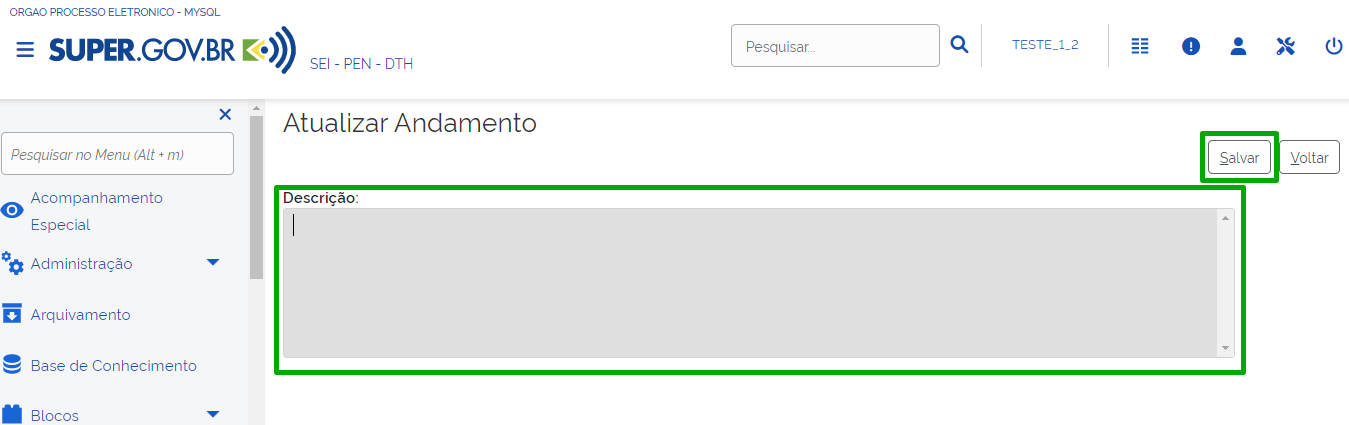 ORGAO PROCESSO ELETRONICO - MYSQL
SUPER.GOV.BR
SEI - PEN - DTH
Pesquisar...
TESTE_1_2
Pesquisar no Menu (Alt + m)
Acompanhamento
Especial
Administração
Arquivamento
Base de Conhecimento
Blocos
Atualizar Andamento
Salvar
Voltar
Descrição: